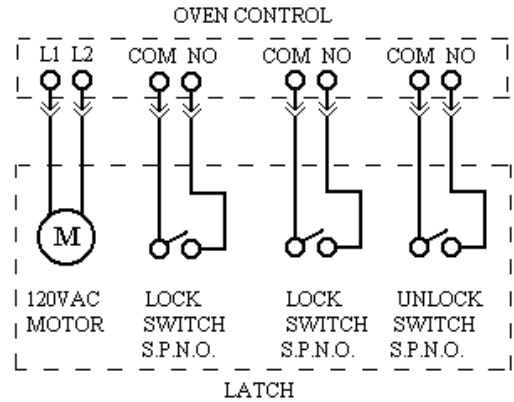 OVEN CONTROL
L1 L2 COM NO COM NO COM NO
M
120VAC MOTOR
LOCK SWITCH S.P.N.O.
LOCK SWITCH S.P.N.O.
UNLOCK SWITCH S.P.N.O.
LATCH